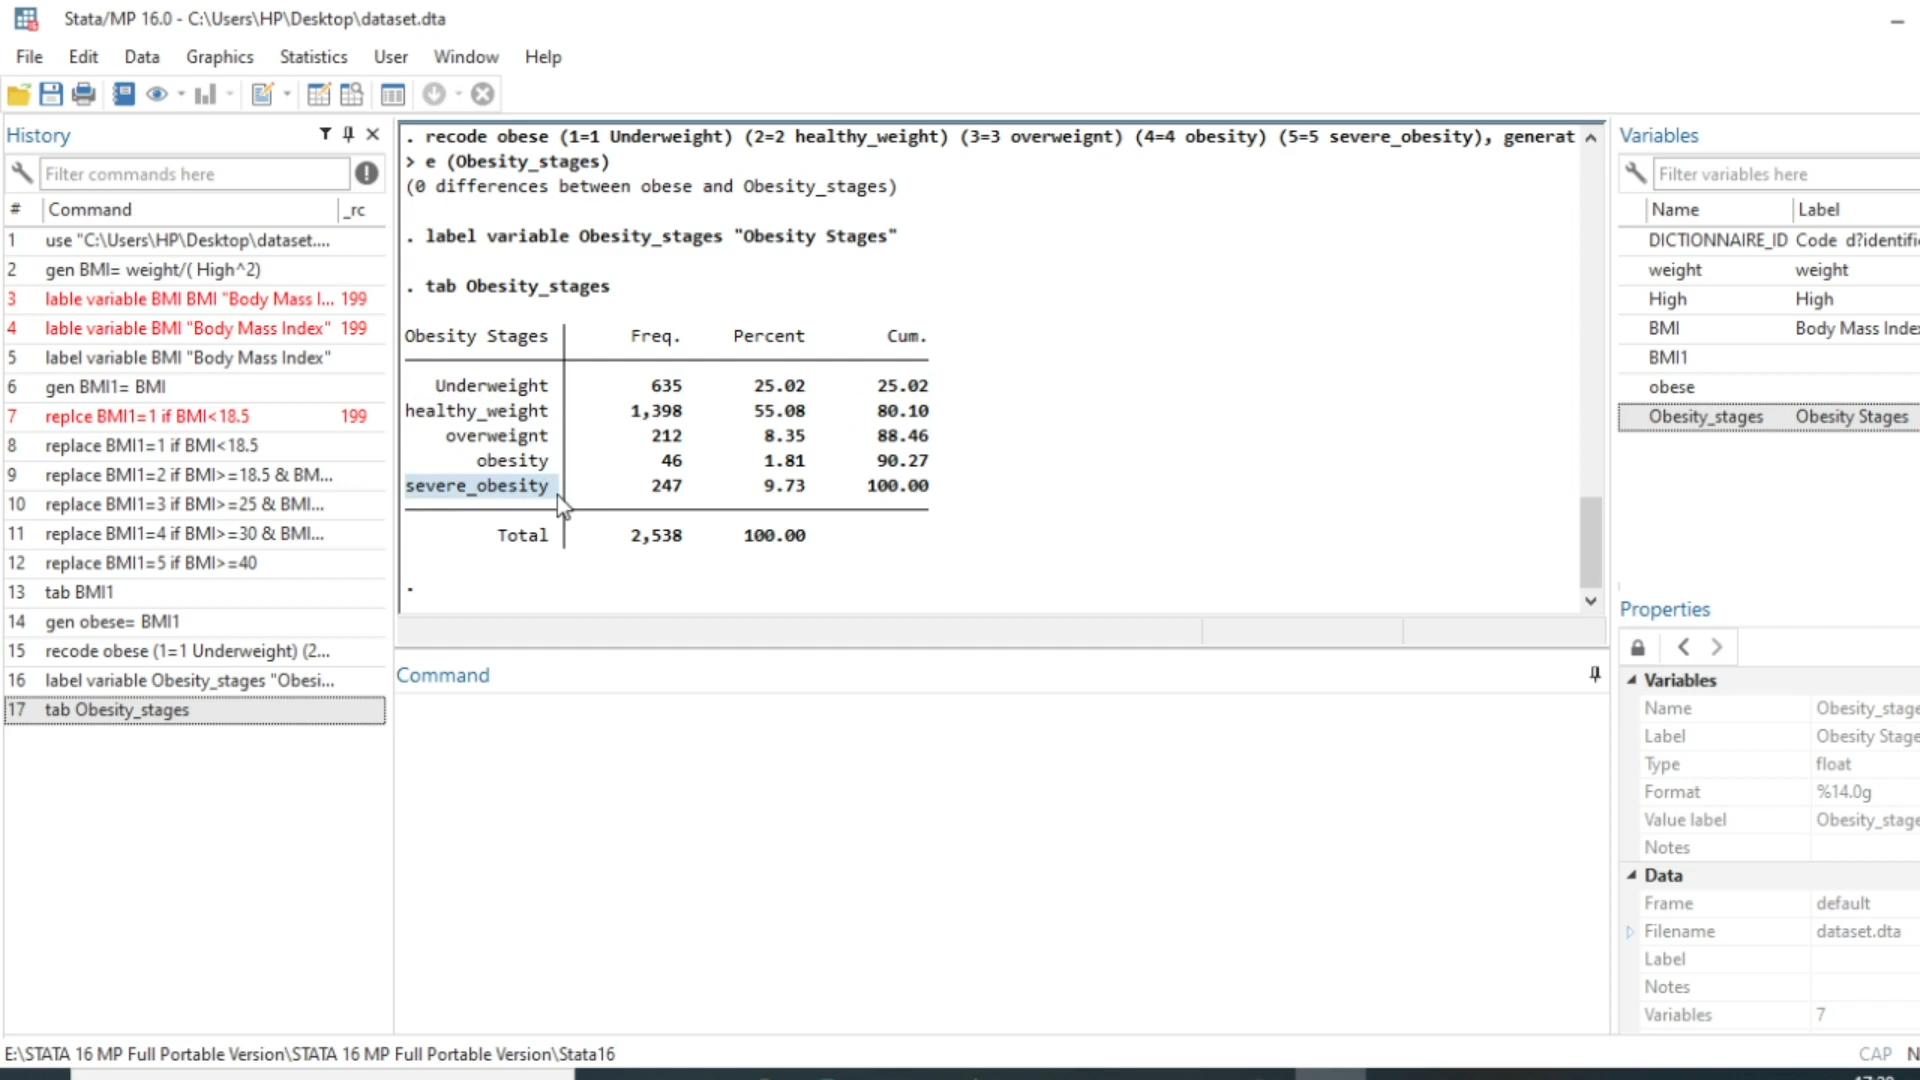 Stata/MP 16.0 - C:\Users\HP\Desktop\dataset.dta
File Edit Data Graphics Statistics User Window Help
History
Filter commands here
# Command _rc
1 use "C:\Users\HP\Desktop\dataset....
2 gen BMI= weight/( High^2)
3 lable variable BMI BMI "Body Mass I... 199
4 lable variable BMI "Body Mass Index" 199
5 label variable BMI "Body Mass Index"
6 gen BMI1= BMI
7 replce BMI1=1 if BMI<18.5 199
8 replace BMI1=1 if BMI<18.5
9 replace BMI1=2 if BMI>=18.5 & BM...
10 replace BMI1=3 if BMI>=25 & BMI...
11 replace BMI1=4 if BMI>=30 & BMI...
12 replace BMI1=5 if BMI>=40
13 tab BMI1
14 gen obese= BMI1
15 recode obese (1=1 Underweight) (2...
16 label variable Obesity_stages "Obesi...
17 tab Obesity_stages
. recode obese (1=1 Underweight) (2=2 healthy_weight) (3=3 overweignt) (4=4 obesity) (5=5 severe_obesity), generat
> e (Obesity_stages)
(0 differences between obese and Obesity_stages)
. label variable Obesity_stages "Obesity Stages"
. tab Obesity_stages
Obesity Stages Freq. Percent Cum.
Underweight 635 25.02 25.02
healthy_weight 1,398 55.08 80.10
overweignt 212 8.35 88.46
obesity 46 1.81 90.27
severe_obesity 247 9.73 100.00
Total 2,538 100.00
.
Command
Variables
Filter variables here
Name Label
DICTIONNAIRE_ID Code d?identifi
weight weight
High High
BMI Body Mass Inde
BMI1
obese
Obesity_stages Obesity Stages
Properties
Variables
Name Obesity_stage
Label Obesity Stage
Type float
Format %14.0g
Value label Obesity_stage
Notes
Data
Frame default
Filename dataset.dta
Label
Notes
Variables 7
E:\STATA 16 MP Full Portable Version\STATA 16 MP Full Portable Version\Stata16
CAP N